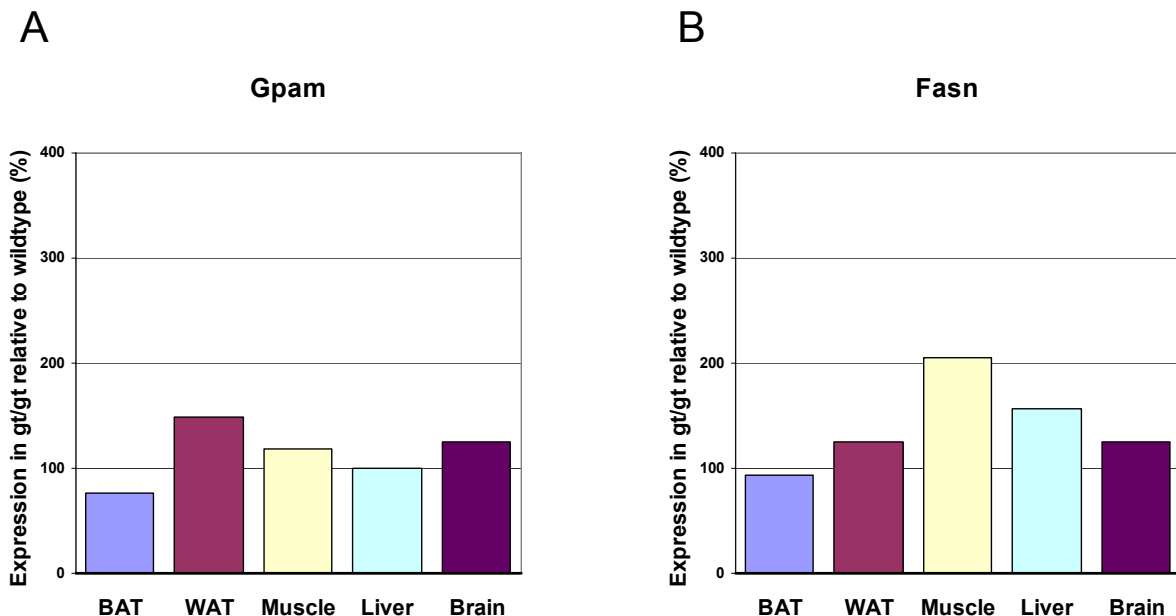 A
Gpam
Expression in gt/gt relative to wildtype (%)
400
300
200
100
0
BAT WAT Muscle Liver Brain
B
Fasn
Expression in gt/gt relative to wildtype (%)
400
300
200
100
0
BAT WAT Muscle Liver Brain